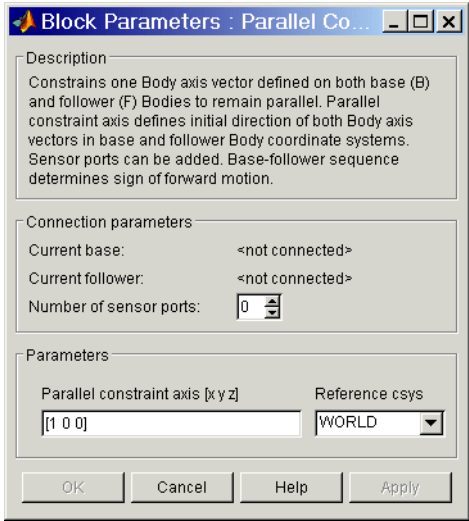 Block Parameters : Parallel Co...
Description
Constrains one Body axis vector defined on both base (B)
and follower (F) Bodies to remain parallel. Parallel
constraint axis defines initial direction of both Body axis
vectors in base and follower Body coordinate systems.
Sensor ports can be added. Base-follower sequence
determines sign of forward motion.
Connection parameters
Current base: <not connected>
Current follower: <not connected>
Number of sensor ports: 0
Parameters
Parallel constraint axis [x y z] Reference csys
[1 0 0] WORLD
OK Cancel Help Apply